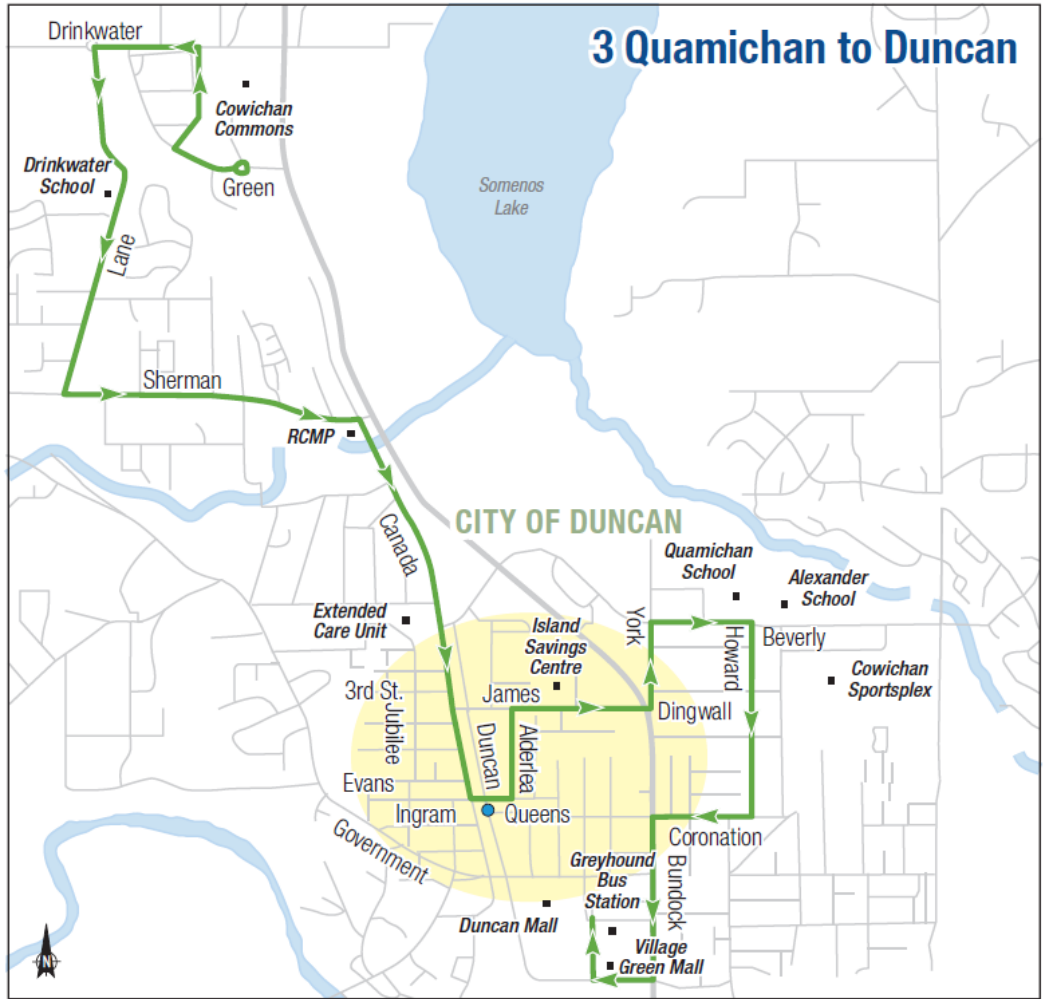 Drinkwater
3 Quamichan to Duncan
Cowichan
Commons
Drinkwater
School
Green
Somenos
Lake
Lane
Sherman
RCMP
Canada
CITY OF DUNCAN
Quamichan
School
Alexander
School
Extended
Care Unit
Island
Savings
Centre
York
Howard
Beverly
Cowichan
Sportsplex
3rd St.
Jubilee
James
Dingwall
Duncan
Alderlea
Evans
Ingram
Queens
Coronation
Government
Greyhound
Bus
Station
Bundock
Duncan Mall
Village
Green Mall
N